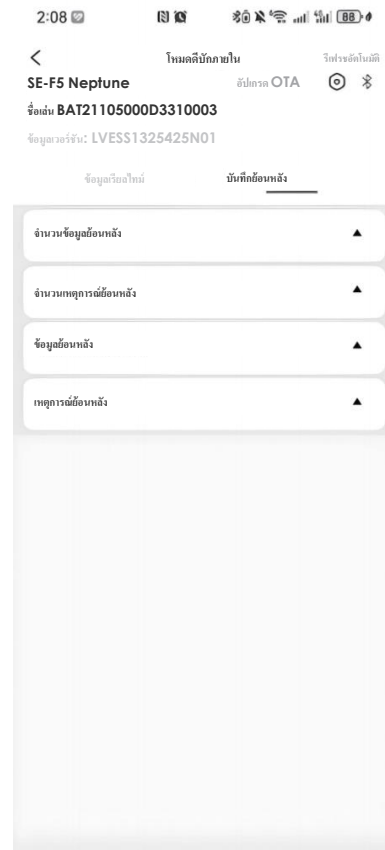 2:08 88
โหมดดีบักภายใน รีเฟรชอัตโนมัติ
SE-F5 Neptune อัปเกรด OTA
ชื่อเล่น BAT21105000D3310003
ข้อมูลเวอร์ชัน: LVESS1325425N01
ข้อมูลเรียลไทม์ บันทึกย้อนหลัง
จำนวนข้อมูลย้อนหลัง
จำนวนเหตุการณ์ย้อนหลัง
ข้อมูลย้อนหลัง
เหตุการณ์ย้อนหลัง